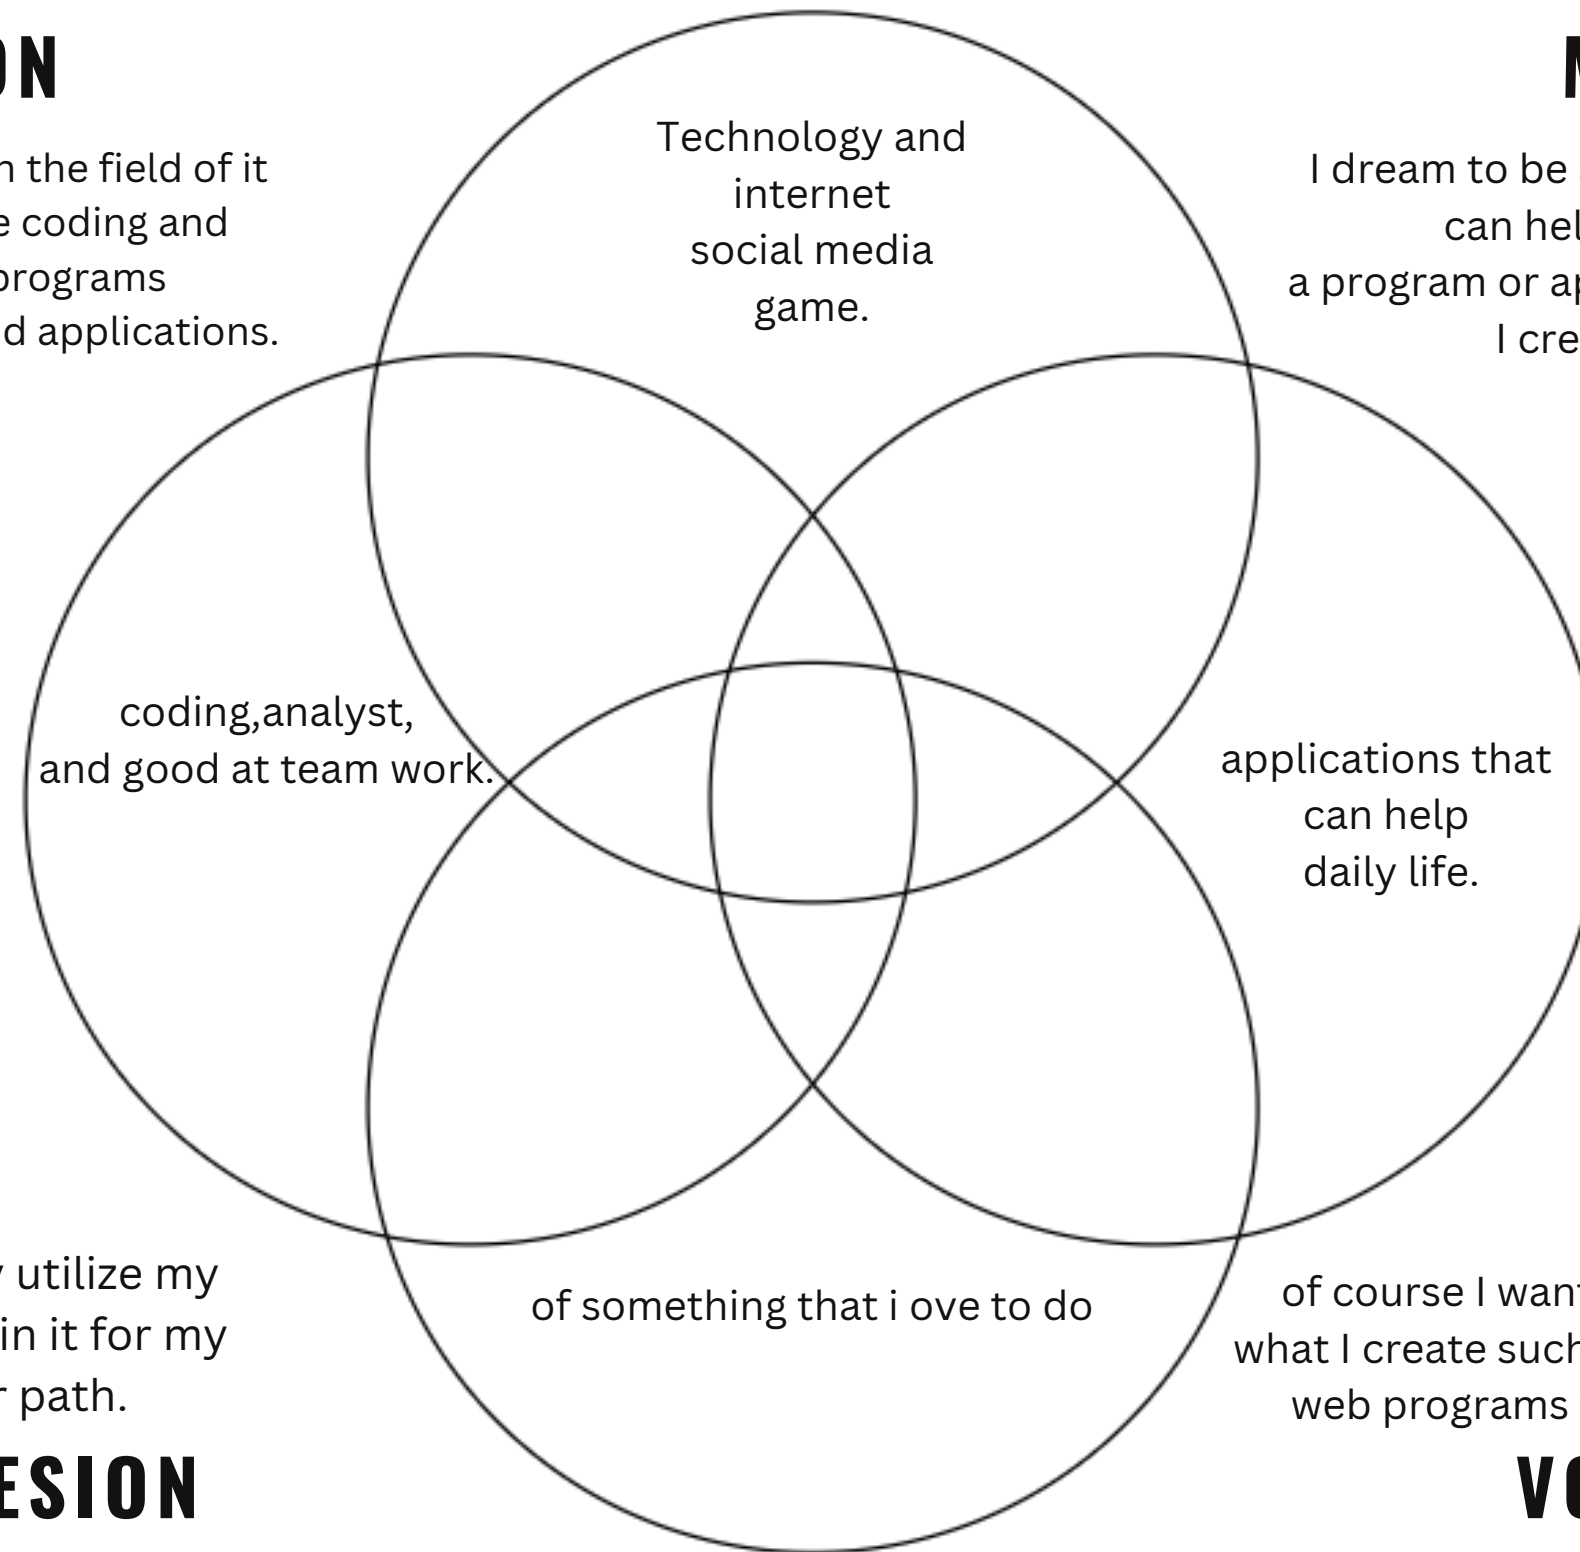 ON
n the field of it
e coding and
programs
d applications.
Technology and
internet
social media
game.
M
I dream to be
can hel
a program or ap
I cre
coding,analyst,
and good at team work.
applications that
can help
daily life.
utilize my
in it for my
r path.
ESION
of something that i ove to do
of course I want
what I create such
web programs
VO